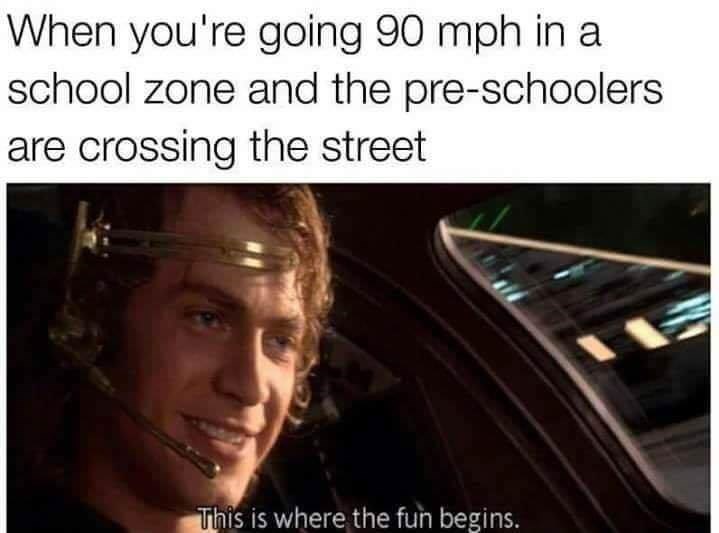 When you're going 90 mph in a
school zone and the pre-schoolers
are crossing the street
This is where the fun begins.